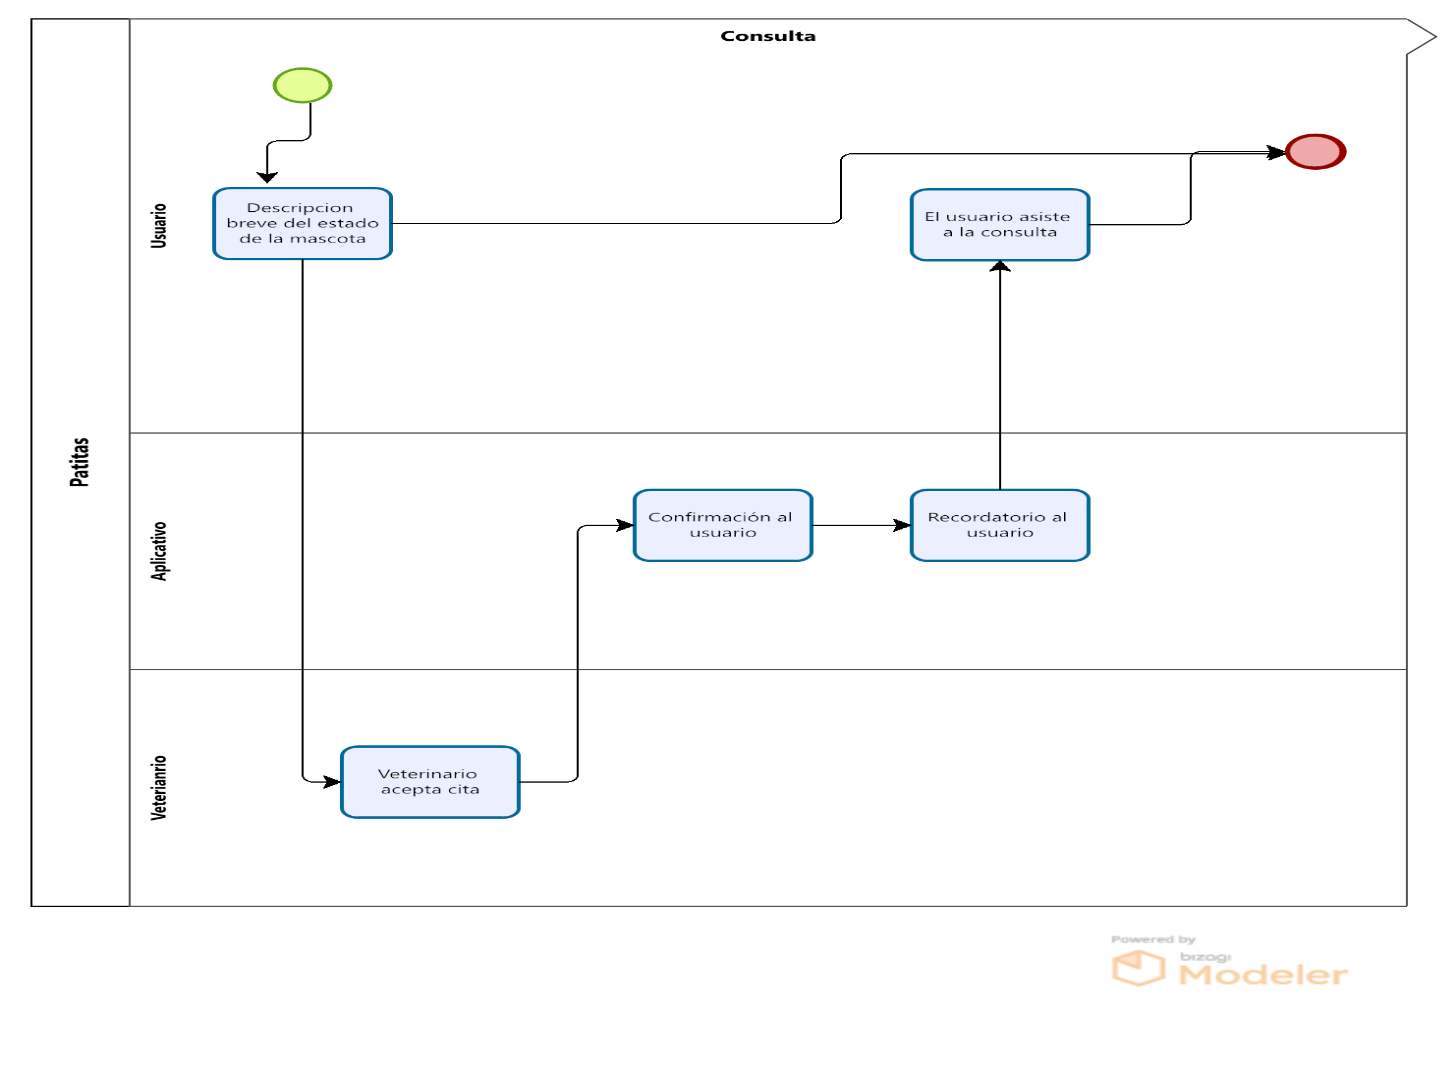 Consulta
Patitas
Usuario
Descripcion
breve del estado
de la mascota
El usuario asiste
a la consulta
Aplicativo
Confirmación al
usuario
Recordatorio al
usuario
Veterianrio
Veterinario
acepta cita
Powered by
bizagi
Modeler